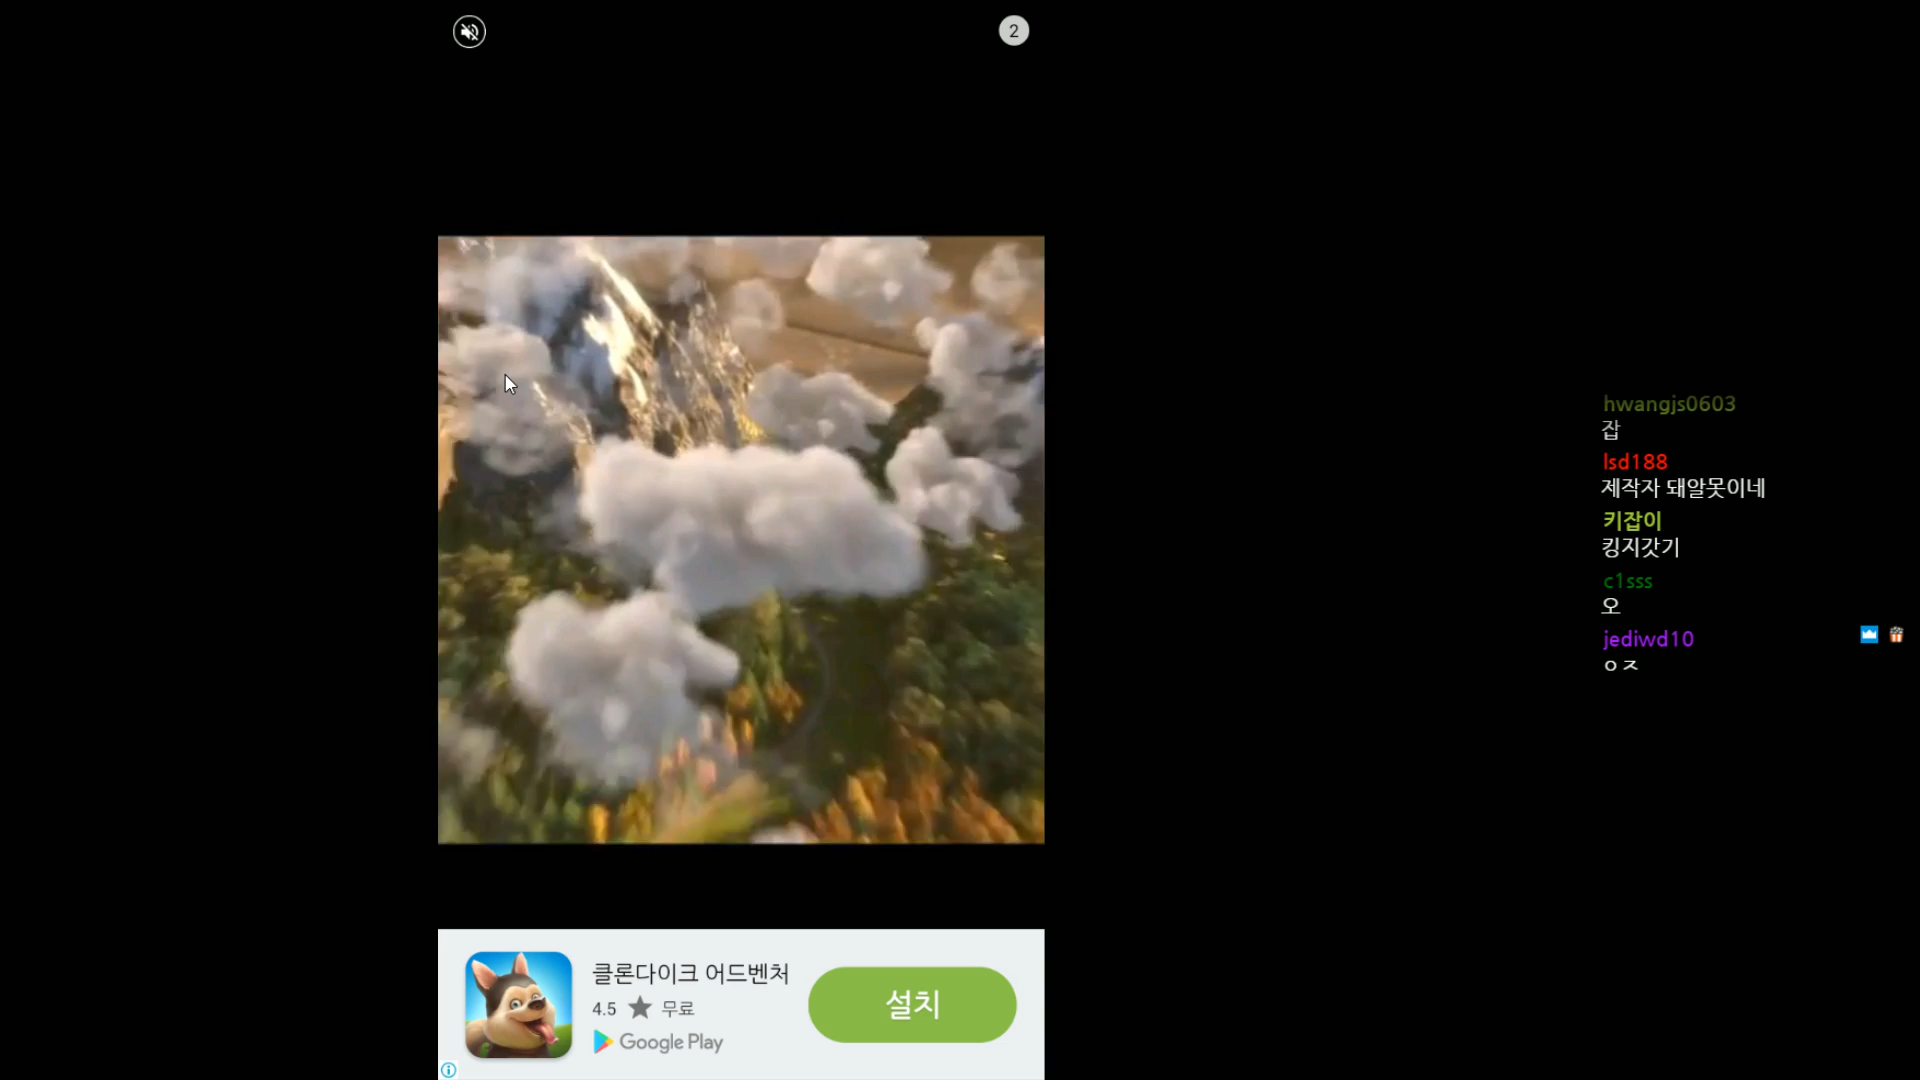 2
hwangjs0603
잡
lsd188
제작자 돼알못이네
키잡이
킹지갓기
c1sss
오
jediwd10
ㅇㅈ
클론다이크 어드벤처
4.5 ★ 무료
Google Play
설치